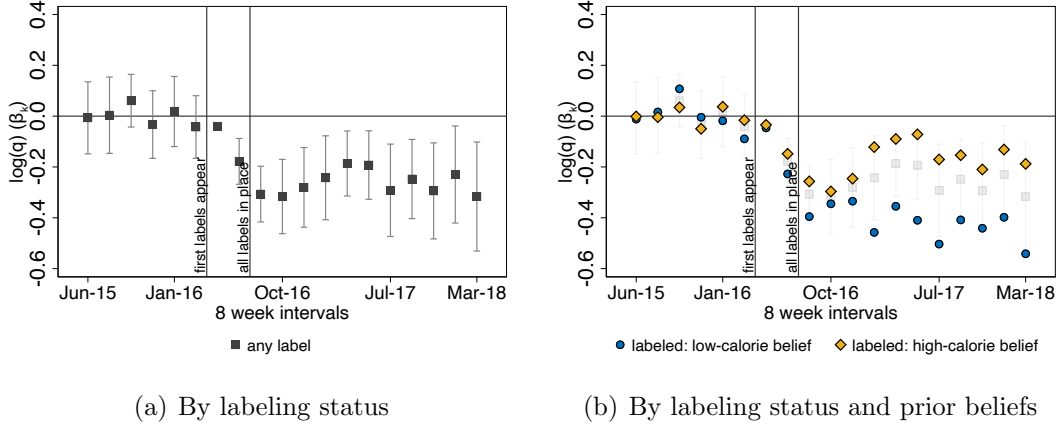 0.4
0.2
0.0
-0.2
-0.4
-0.6
log(q) (βk)
first labels appear
all labels in place
Jun-15 Jan-16 Oct-16 Jul-17 Mar-18
8 week intervals
any label
(a) By labeling status
0.4
0.2
0.0
-0.2
-0.4
-0.6
log(q) (βk)
first labels appear
all labels in place
Jun-15 Jan-16 Oct-16 Jul-17 Mar-18
8 week intervals
labeled: low-calorie belief labeled: high-calorie belief
(b) By labeling status and prior beliefs